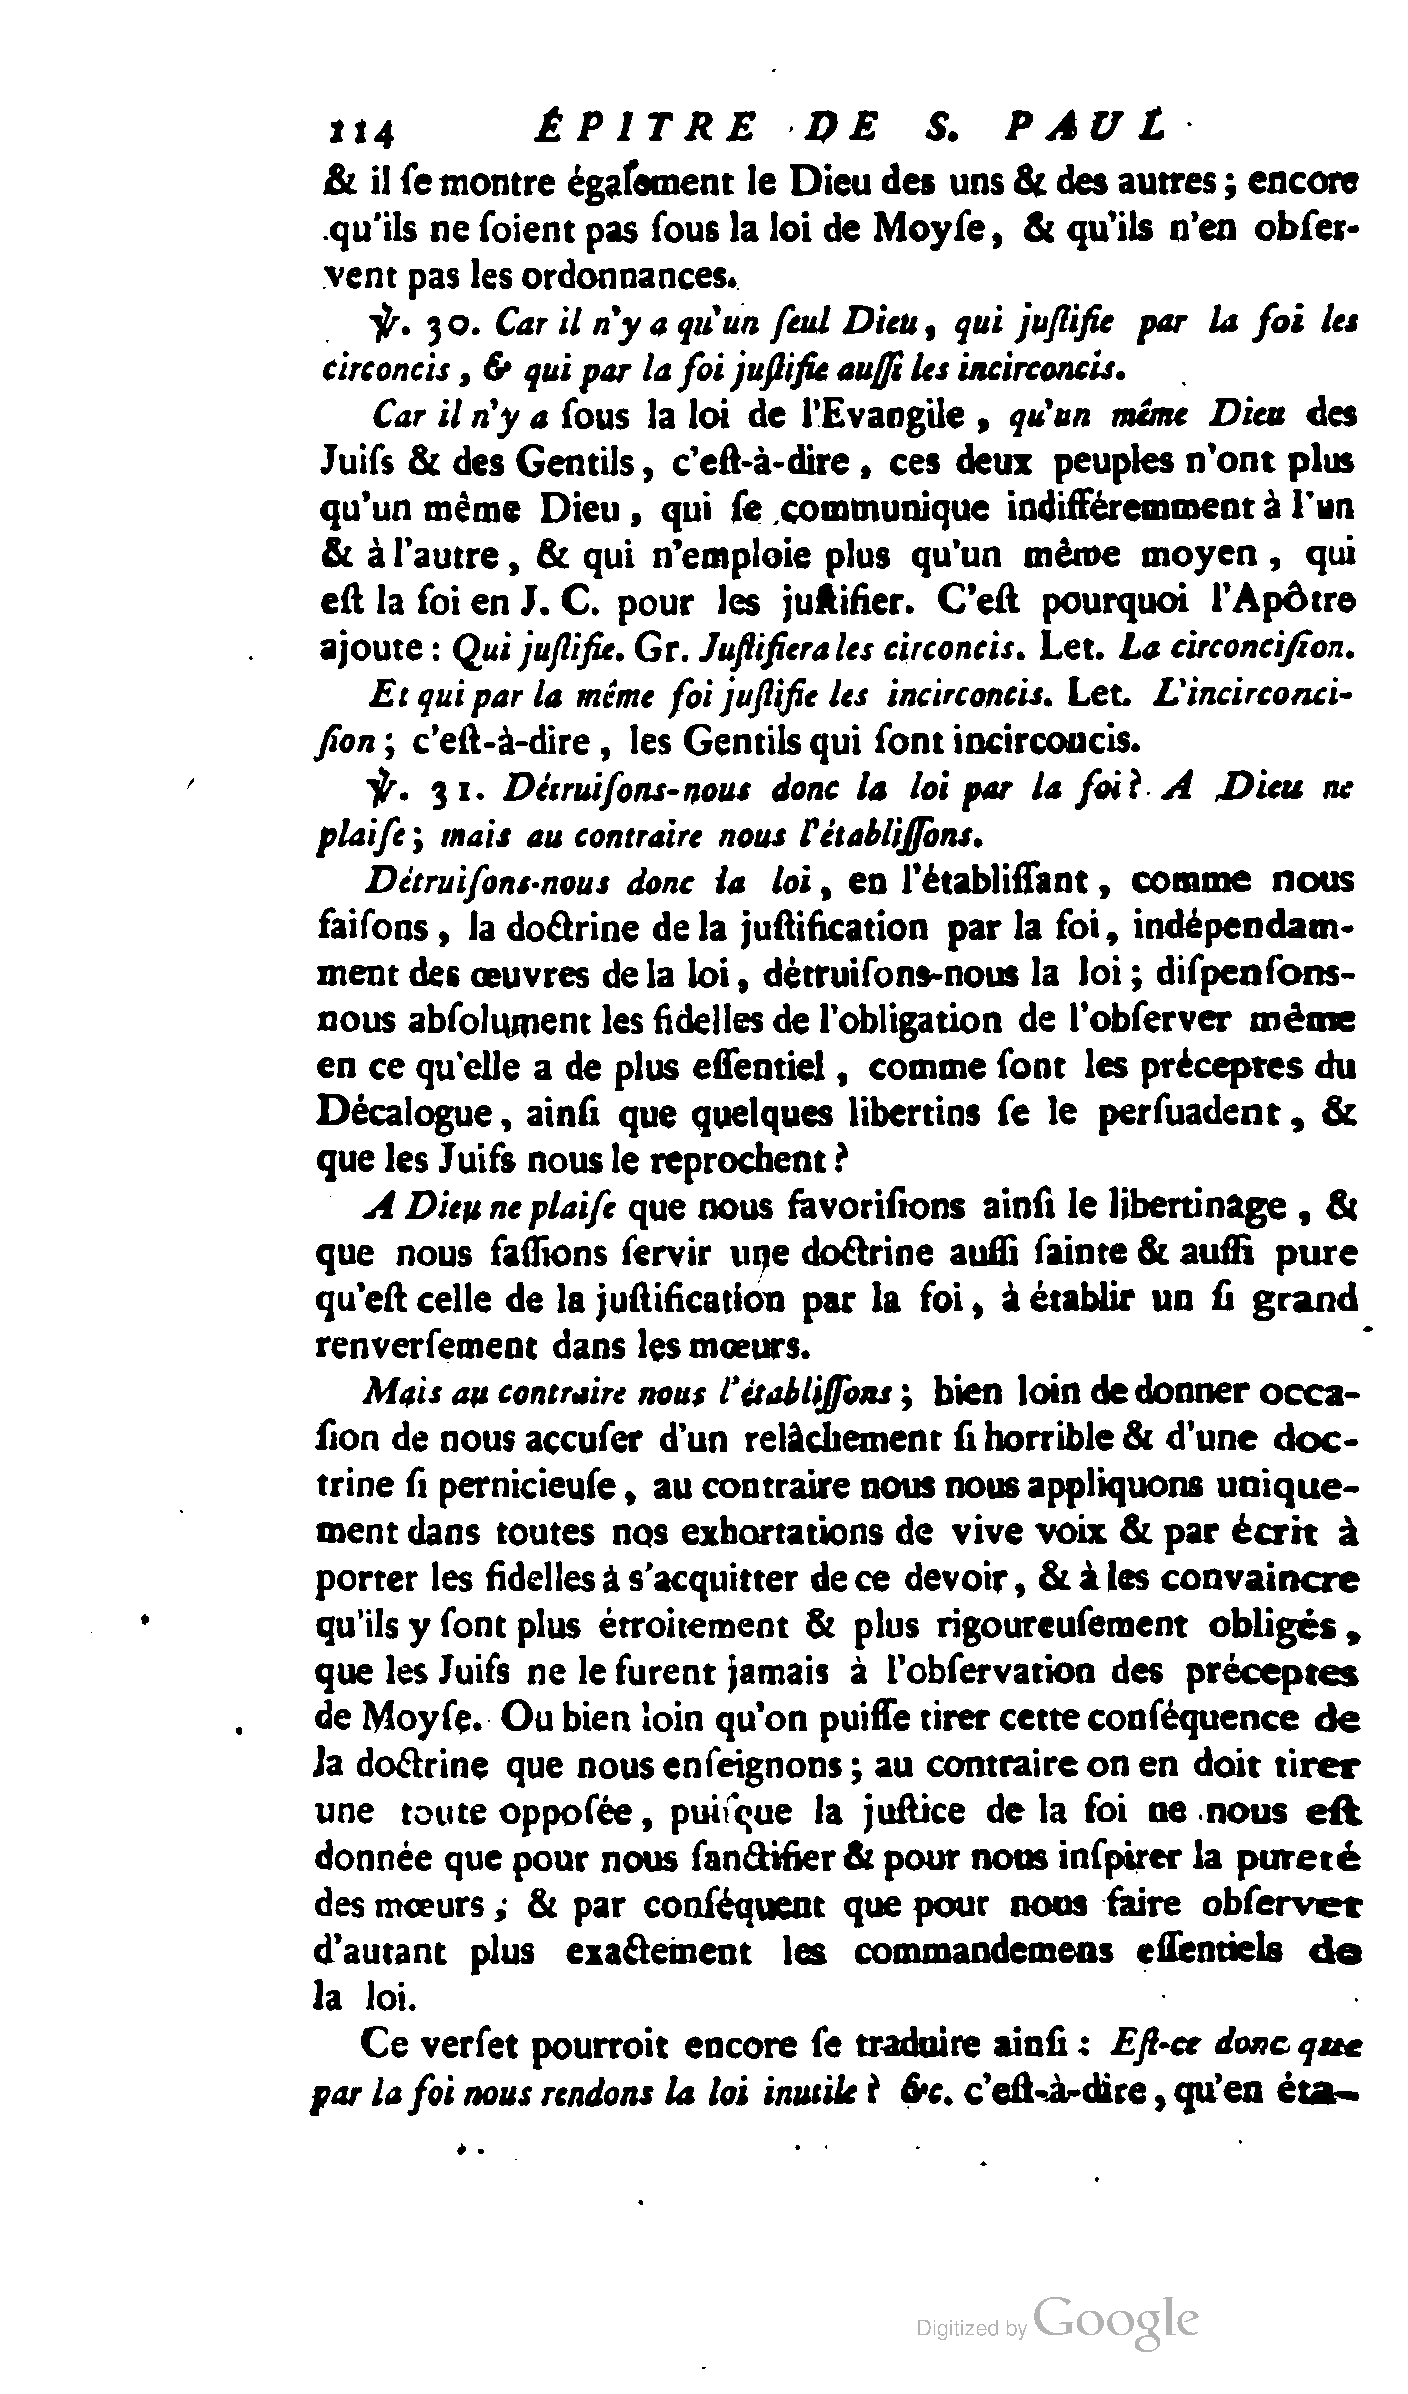 114 ÉPITRE DE S. PAUL
& il ſe montre égaſement le Dieu des uns & des autres ; encore
qu'ils ne ſoient pas ſous la loi de Moyſe, & qu'ils n'en obſer-
vent pas les ordonnances.
℣. 30. Car il n'y a qu'un ſeul Dieu, qui juſtifie par la foi les
circoncis, & qui par la foi juſtifie auſſi les incirconcis.
Car il n'y a ſous la loi de l'Evangile, qu'un même Dieu des
Juifs & des Gentils, c'eſt-à-dire, ces deux peuples n'ont plus
qu'un même Dieu, qui ſe communique indifféremment à l'un
& à l'autre, & qui n'emploie plus qu'un même moyen, qui
eſt la foi en J. C. pour les juſtifier. C'eſt pourquoi l'Apôtre
ajoute : Qui juſtifie. Gr. Juſtifiera les circoncis. Let. La circonciſion.
Et qui par la même foi juſtifie les incirconcis. Let. L'incirconci-
ſion ; c'eſt-à-dire, les Gentils qui ſont incirconcis.
℣. 31. Détruiſons-nous donc la loi par la foi ? A Dieu ne
plaiſe ; mais au contraire nous l'établiſſons.
Détruiſons-nous donc la loi, en l'établiſſant, comme nous
faiſons, la doctrine de la juſtification par la foi, indépendam-
ment des œuvres de la loi, détruiſons-nous la loi ; diſpenſons-
nous abſolument les fidelles de l'obligation de l'obſerver même
en ce qu'elle a de plus eſſentiel, comme ſont les préceptes du
Décalogue, ainſi que quelques libertins ſe le perſuadent, &
que les Juifs nous le reprochent ?
A Dieu ne plaiſe que nous favoriſions ainſi le libertinage, &
que nous faſſions ſervir une doctrine auſſi ſainte & auſſi pure
qu'eſt celle de la juſtification par la foi, à établir un ſi grand
renverſement dans les mœurs.
Mais au contraire nous l'établiſſons ; bien loin de donner occa-
ſion de nous accuſer d'un relâchement ſi horrible & d'une doc-
trine ſi pernicieuſe, au contraire nous nous appliquons unique-
ment dans toutes nos exhortations de vive voix & par écrit à
porter les fidelles à s'acquitter de ce devoir, & à les convaincre
qu'ils y ſont plus étroitement & plus rigoureuſement obligés,
que les Juifs ne le furent jamais à l'obſervation des préceptes
de Moyſe. Ou bien loin qu'on puiſſe tirer cette conſéquence de
la doctrine que nous enſeignons ; au contraire on en doit tirer
une toute oppoſée, puiſque la juſtice de la foi ne nous eſt
donnée que pour nous ſanctifier & pour nous inſpirer la pureté
des mœurs ; & par conſéquent que pour nous faire obſerver
d'autant plus exactement les commandemens eſſentiels de
la loi.
Ce verſet pourroit encore ſe traduire ainſi : Eſt-ce donc que
par la foi nous rendons la loi inutile ? &c. c'eſt-à-dire, qu'en éta-
Digitized by Google